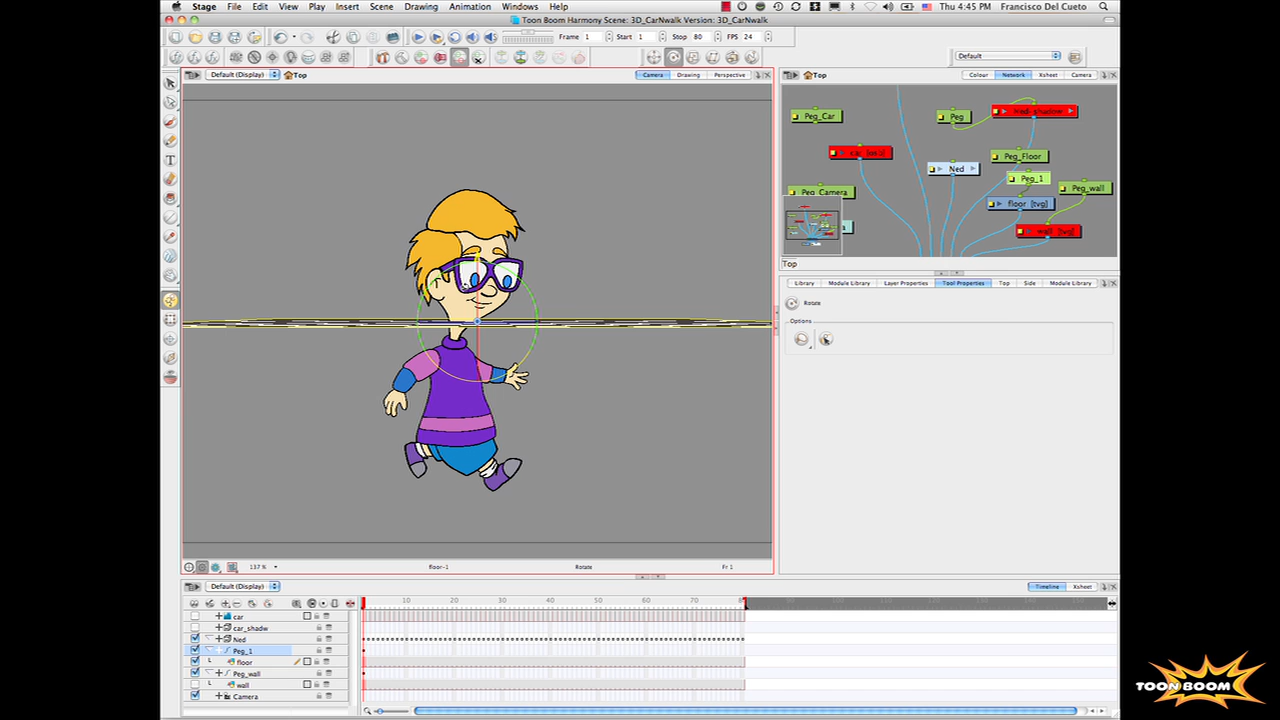 Stage File Edit View Play Insert Scene Drawing Animation Windows Help Thu 4:45 PM Francisco Del Cueto
Toon Boom Harmony Scene: 3D_CarNwalk Version: 3D_CarNwalk
Frame 1 Start 1 Stop 80 FPS 24
Default
Default (Display) Top Camera Drawing Perspective
Top Colour Network Xsheet Camera
Peg_Car
Peg
Ned-shadow
Ned
Peg_Floor
Peg_1
Peg_Camera
Peg_wall
floor [tvg]
wall [tvg]
Top
Library Module Library Layer Properties Tool Properties Top Side Module Library
Rotate
Options
137 % floor-1 Rotate Fr 1
Default (Display) Timeline Xsheet
10 20 30 40 50 60 70
car
car_shadw
Ned
Peg_1
floor
Peg_wall
wall
Camera
TOON BOOM